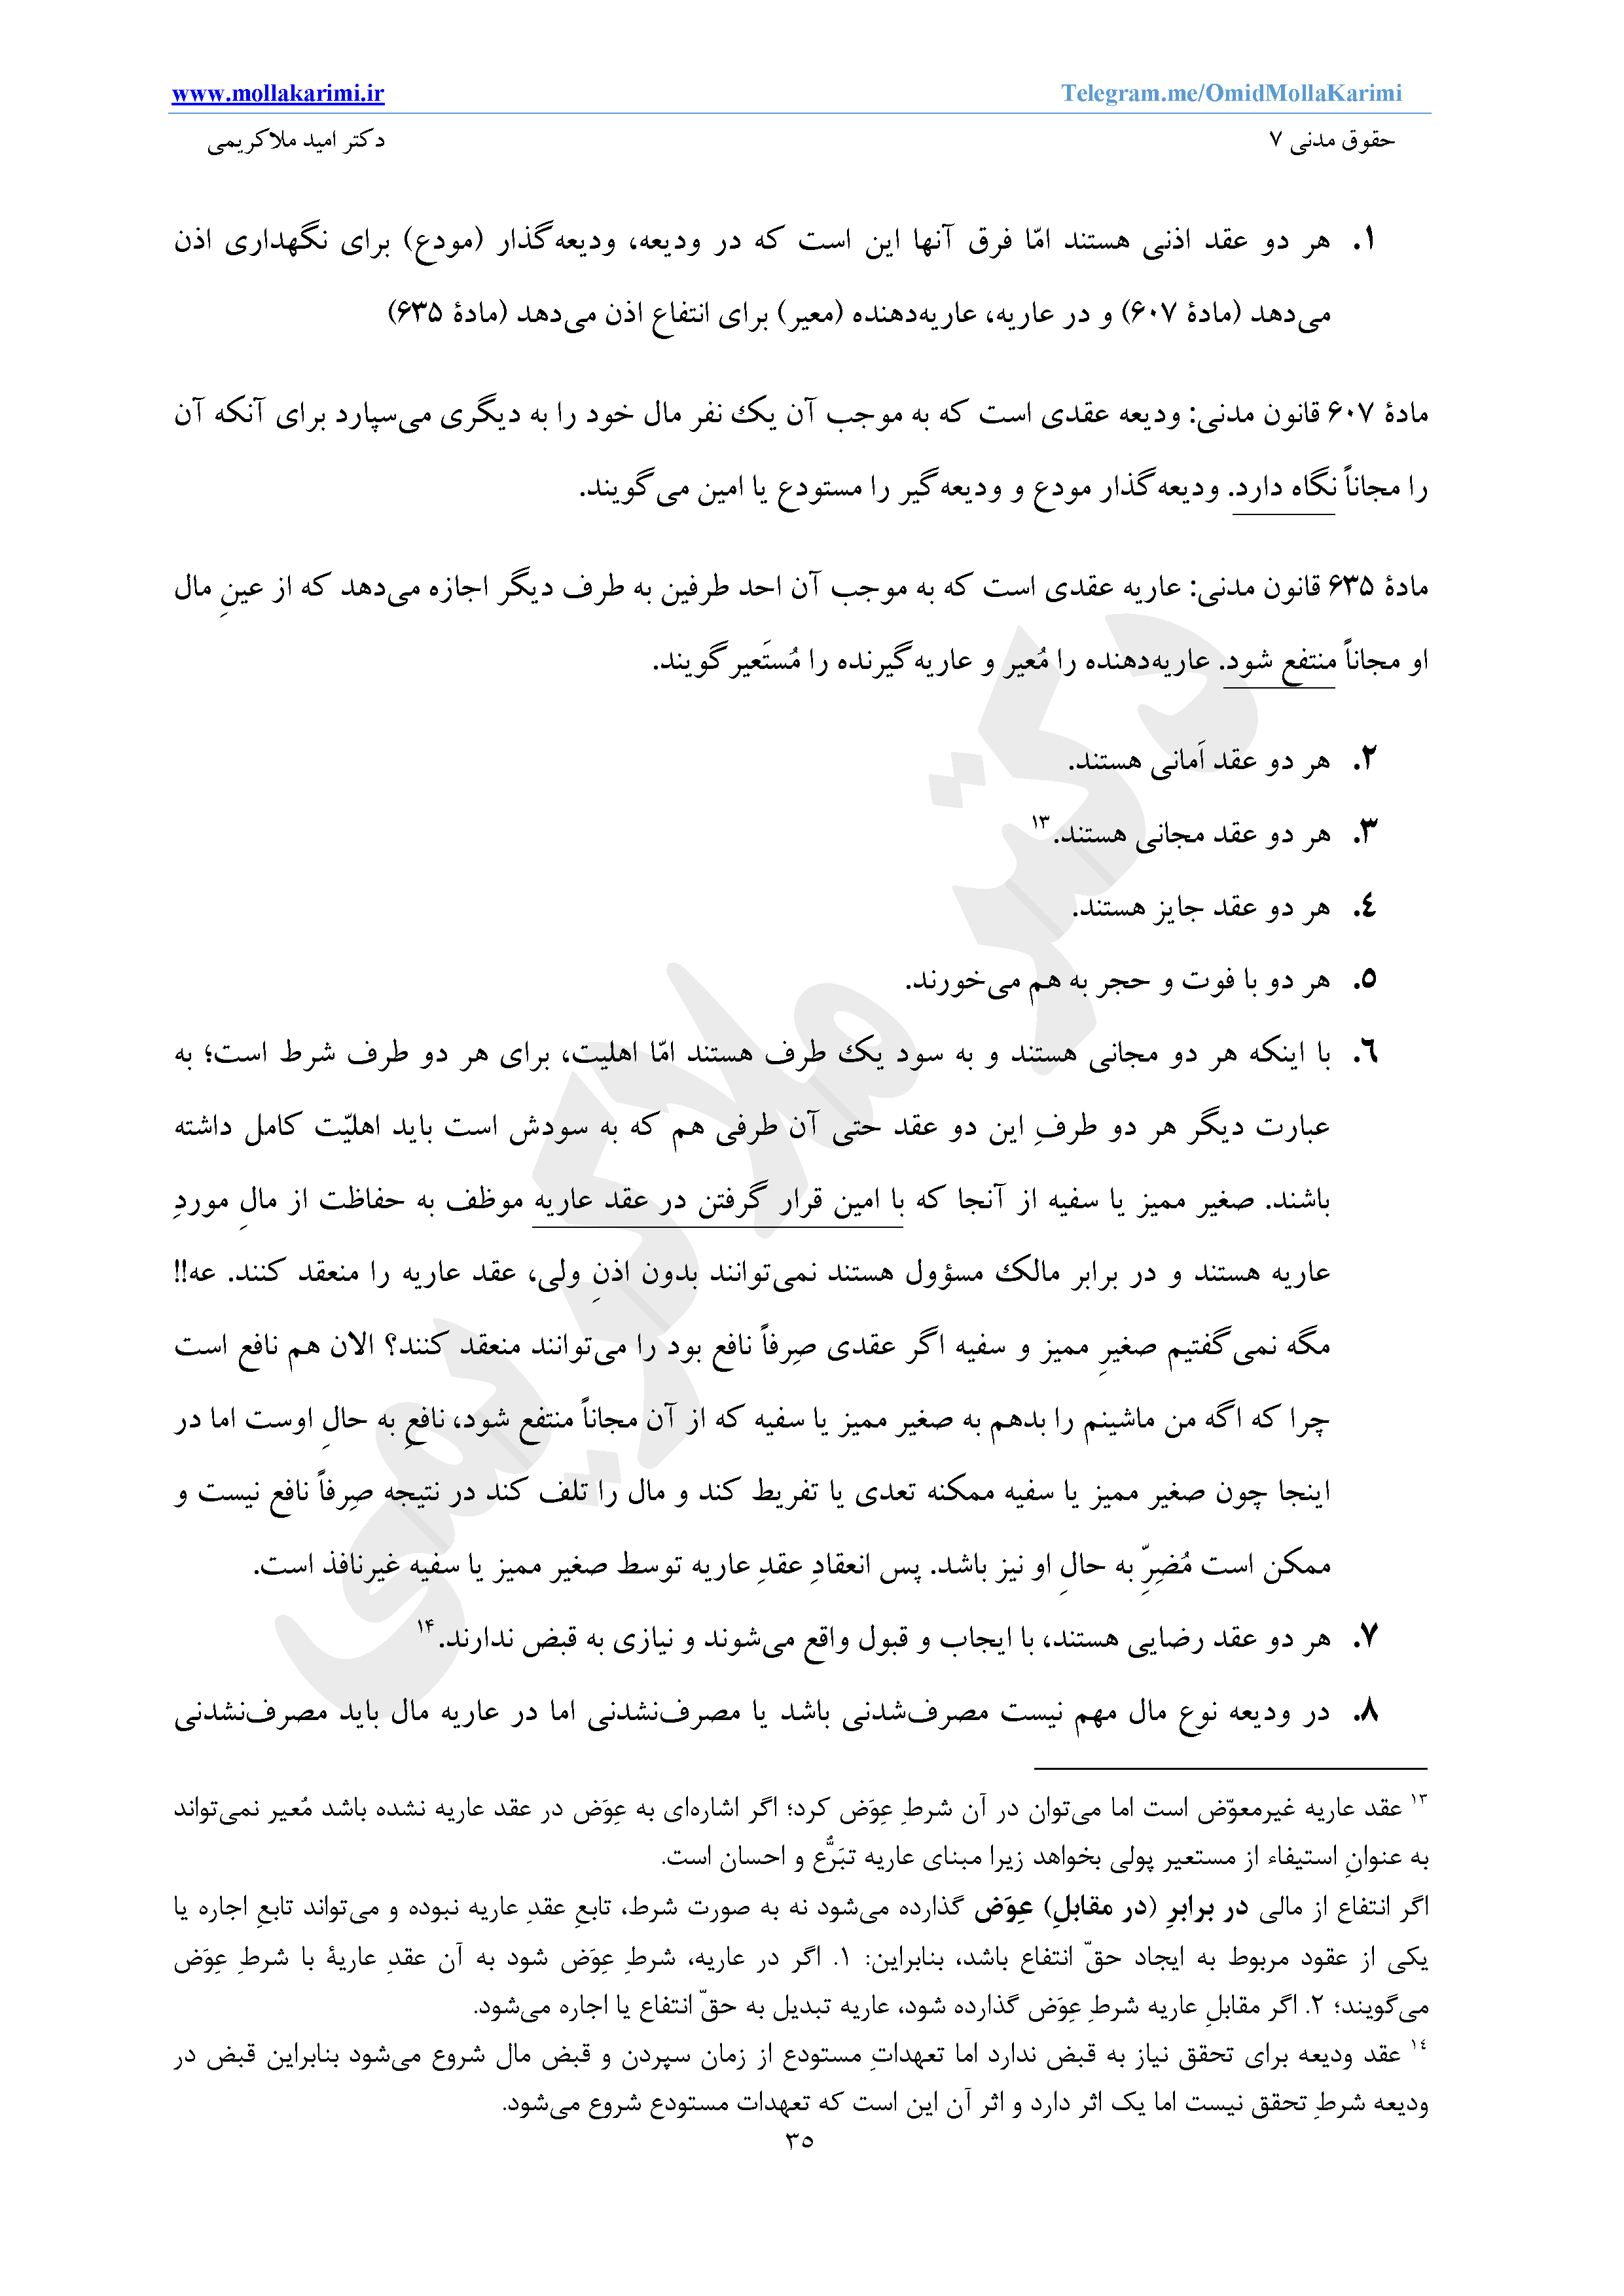 www.mollakarimi.ir Telegram.me/OmidMollaKarimi
حقوق مدنی ۷ دکتر امید ملاکریمی
۱. هر دو عقد اذنی هستند امّا فرق آنها این است که در ودیعه، ودیعه‌گذار (مودع) برای نگهداری اذن
می‌دهد (مادهٔ ۶۰۷) و در عاریه، عاریه‌دهنده (معیر) برای انتفاع اذن می‌دهد (مادهٔ ۶۳۵)
مادهٔ ۶۰۷ قانون مدنی: ودیعه عقدی است که به موجب آن یک نفر مال خود را به دیگری می‌سپارد برای آنکه آن
را مجاناً نگاه دارد. ودیعه‌گذار مودع و ودیعه‌گیر را مستودع یا امین می‌گویند.
مادهٔ ۶۳۵ قانون مدنی: عاریه عقدی است که به موجب آن احد طرفین به طرف دیگر اجازه می‌دهد که از عینِ مال
او مجاناً منتفع شود. عاریه‌دهنده را مُعیر و عاریه‌گیرنده را مُستَعیر گویند.
۲. هر دو عقد اَمانی هستند.
۳. هر دو عقد مجانی هستند.۱۳
٤. هر دو عقد جایز هستند.
٥. هر دو با فوت و حجر به هم می‌خورند.
٦. با اینکه هر دو مجانی هستند و به سود یک طرف هستند امّا اهلیت، برای هر دو طرف شرط است؛ به
عبارت دیگر هر دو طرفِ این دو عقد حتی آن طرفی هم که به سودش است باید اهلیّت کامل داشته
باشند. صغیر ممیز یا سفیه از آنجا که با امین قرار گرفتن در عقد عاریه موظف به حفاظت از مالِ موردِ
عاریه هستند و در برابر مالک مسؤول هستند نمی‌توانند بدون اذنِ ولی، عقد عاریه را منعقد کنند. عه!!
مگه نمی‌گفتیم صغیرِ ممیز و سفیه اگر عقدی صِرفاً نافع بود را می‌توانند منعقد کنند؟ الان هم نافع است
چرا که اگه من ماشینم را بدهم به صغیر ممیز یا سفیه که از آن مجاناً منتفع شود، نافعِ به حالِ اوست اما در
اینجا چون صغیر ممیز یا سفیه ممکنه تعدی یا تفریط کند و مال را تلف کند در نتیجه صِرفاً نافع نیست و
ممکن است مُضِرِّ به حالِ او نیز باشد. پس انعقادِ عقدِ عاریه توسط صغیر ممیز یا سفیه غیرنافذ است.
۷. هر دو عقد رضایی هستند، با ایجاب و قبول واقع می‌شوند و نیازی به قبض ندارند.۱۴
۸. در ودیعه نوع مال مهم نیست مصرف‌شدنی باشد یا مصرف‌نشدنی اما در عاریه مال باید مصرف‌نشدنی
۱۳ عقد عاریه غیرمعوّض است اما می‌توان در آن شرطِ عِوَض کرد؛ اگر اشاره‌ای به عِوَض در عقد عاریه نشده باشد مُعیر نمی‌تواند
به عنوانِ استیفاء از مستعیر پولی بخواهد زیرا مبنای عاریه تبَرُّع و احسان است.
اگر انتفاع از مالی در برابرِ (در مقابلِ) عِوَض گذارده می‌شود نه به صورت شرط، تابعِ عقدِ عاریه نبوده و می‌تواند تابعِ اجاره یا
یکی از عقود مربوط به ایجاد حقّ انتفاع باشد، بنابراین: ۱. اگر در عاریه، شرطِ عِوَض شود به آن عقدِ عاریهٔ با شرطِ عِوَض
می‌گویند؛ ۲. اگر مقابلِ عاریه شرطِ عِوَض گذارده شود، عاریه تبدیل به حقّ انتفاع یا اجاره می‌شود.
۱٤ عقد ودیعه برای تحقق نیاز به قبض ندارد اما تعهداتِ مستودع از زمان سپردن و قبض مال شروع می‌شود بنابراین قبض در
ودیعه شرطِ تحقق نیست اما یک اثر دارد و اثر آن این است که تعهدات مستودع شروع می‌شود.
۳٥
دکتر ملاکریمی